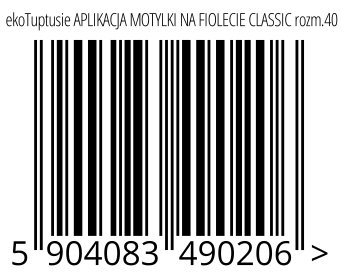 ekoTuptusie APLIKACJA MOTYLKI NA FIOLECIE CLASSIC rozm.40
5 904083 490206 >